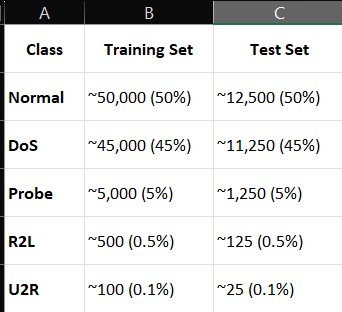 A B C
Class Training Set Test Set
Normal ~50,000 (50%) ~12,500 (50%)
DoS ~45,000 (45%) ~11,250 (45%)
Probe ~5,000 (5%) ~1,250 (5%)
R2L ~500 (0.5%) ~125 (0.5%)
U2R ~100 (0.1%) ~25 (0.1%)